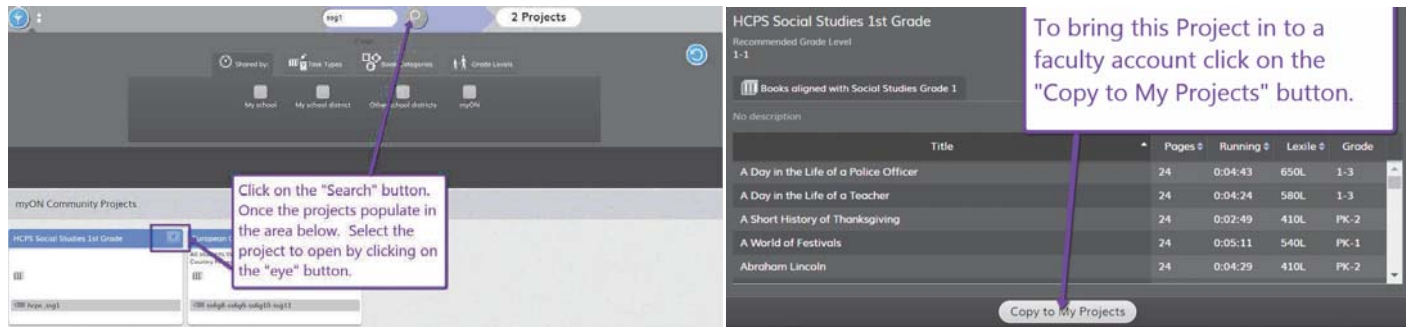 ssg1
2 Projects
Shared by:
Task Types
Book Categories
Grade Levels
My school
My school district
Other school districts
myON
Click on the "Search" button.
Once the projects populate in
the area below. Select the
project to open by clicking on
the "eye" button.
myON Community Projects
HCPS Social Studies 1st Grade
European
hcps ,ssg1
HCPS Social Studies 1st Grade
Recommended Grade Level
1-1
Books aligned with Social Studies Grade 1
No description
To bring this Project in to a
faculty account click on the
"Copy to My Projects" button.
Title Pages Running Lexile Grade
A Day in the Life of a Police Officer 24 0:04:43 650L 1-3
A Day in the Life of a Teacher 24 0:04:24 580L 1-3
A Short History of Thanksgiving 24 0:02:49 410L PK-2
A World of Festivals 24 0:05:11 540L PK-1
Abraham Lincoln 24 0:04:29 410L PK-2
Copy to My Projects